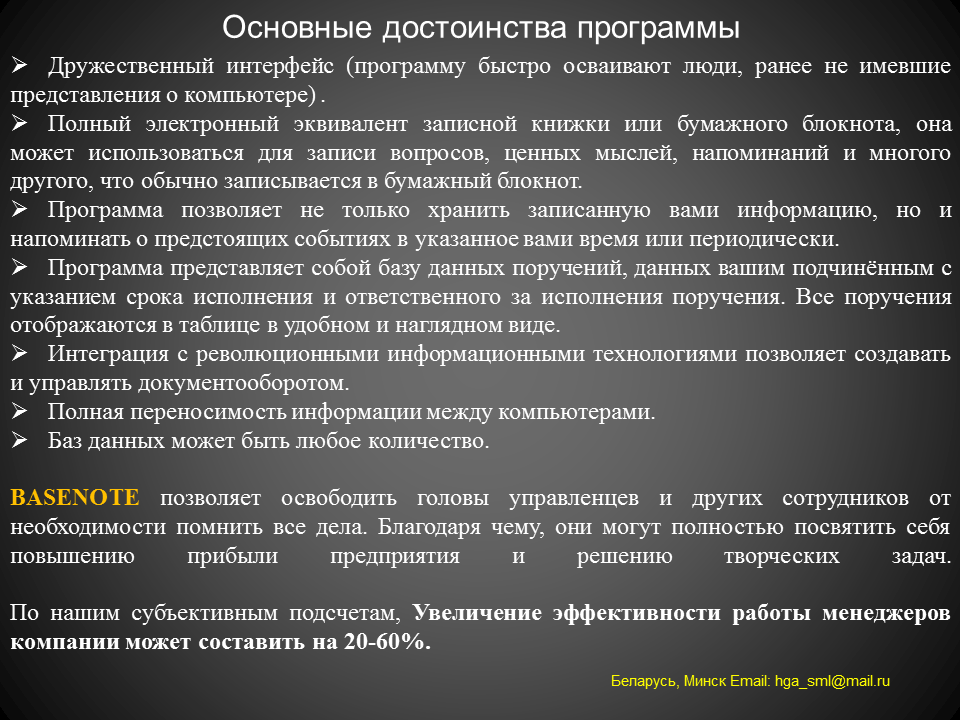 Основные достоинства программы
➢ Дружественный интерфейс (программу быстро осваивают люди, ранее не имевшие
представления о компьютере) .
➢ Полный электронный эквивалент записной книжки или бумажного блокнота, она
может использоваться для записи вопросов, ценных мыслей, напоминаний и многого
другого, что обычно записывается в бумажный блокнот.
➢ Программа позволяет не только хранить записанную вами информацию, но и
напоминать о предстоящих событиях в указанное вами время или периодически.
➢ Программа представляет собой базу данных поручений, данных вашим подчинённым с
указанием срока исполнения и ответственного за исполнения поручения. Все поручения
отображаются в таблице в удобном и наглядном виде.
➢ Интеграция с революционными информационными технологиями позволяет создавать
и управлять документооборотом.
➢ Полная переносимость информации между компьютерами.
➢ Баз данных может быть любое количество.
BASENOTE позволяет освободить головы управленцев и других сотрудников от
необходимости помнить все дела. Благодаря чему, они могут полностью посвятить себя
повышению прибыли предприятия и решению творческих задач.
По нашим субъективным подсчетам, Увеличение эффективности работы менеджеров
компании может составить на 20-60%.
Беларусь, Минск Email: hga_sml@mail.ru